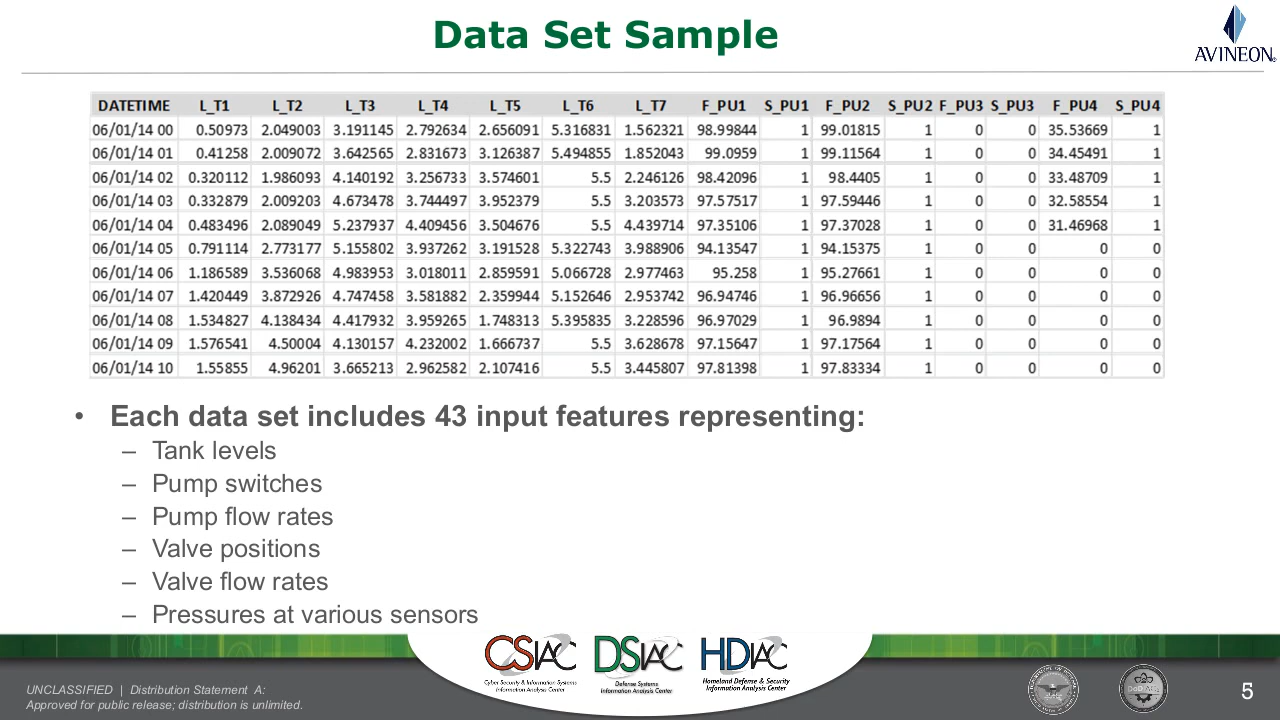 Data Set Sample
AVINEON®
DATETIME L_T1 L_T2 L_T3 L_T4 L_T5 L_T6 L_T7 F_PU1 S_PU1 F_PU2 S_PU2 F_PU3 S_PU3 F_PU4 S_PU4
06/01/14 00 0.50973 2.049003 3.191145 2.792634 2.656091 5.316831 1.562321 98.99844 1 99.01815 1 0 0 35.53669 1
06/01/14 01 0.41258 2.009072 3.642565 2.831673 3.126387 5.494855 1.852043 99.0959 1 99.11564 1 0 0 34.45491 1
06/01/14 02 0.320112 1.986093 4.140192 3.256733 3.574601 5.5 2.246126 98.42096 1 98.4405 1 0 0 33.48709 1
06/01/14 03 0.332879 2.009203 4.673478 3.744497 3.952379 5.5 3.203573 97.57517 1 97.59446 1 0 0 32.58554 1
06/01/14 04 0.483496 2.089049 5.237937 4.409456 3.504676 5.5 4.439714 97.35106 1 97.37028 1 0 0 31.46968 1
06/01/14 05 0.791114 2.773177 5.155802 3.937262 3.191528 5.322743 3.988906 94.13547 1 94.15375 1 0 0 0 0
06/01/14 06 1.186589 3.536068 4.983953 3.018011 2.859591 5.066728 2.977463 95.258 1 95.27661 1 0 0 0 0
06/01/14 07 1.420449 3.872926 4.747458 3.581882 2.359944 5.152646 2.953742 96.94746 1 96.96656 1 0 0 0 0
06/01/14 08 1.534827 4.138434 4.417932 3.959265 1.748313 5.395835 3.228596 96.97029 1 96.9894 1 0 0 0 0
06/01/14 09 1.576541 4.50004 4.130157 4.232002 1.666737 5.5 3.628678 97.15647 1 97.17564 1 0 0 0 0
06/01/14 10 1.55855 4.96201 3.665213 2.962582 2.107416 5.5 3.445807 97.81398 1 97.83334 1 0 0 0 0
• Each data set includes 43 input features representing:
– Tank levels
– Pump switches
– Pump flow rates
– Valve positions
– Valve flow rates
– Pressures at various sensors
CSIAC DSIAC HDIAC
Cyber Security & Information Systems
Information Analysis Center
Defense Systems
Information Analysis Center
Homeland Defense & Security
Information Analysis Center
UNCLASSIFIED | Distribution Statement A:
Approved for public release; distribution is unlimited.
5